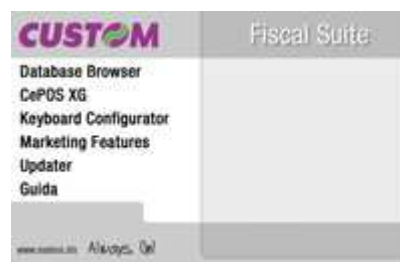 CUSTOM
Fiscal Suite
Database Browser
CePOS XG
Keyboard Configurator
Marketing Features
Updater
Guida
Always, On!